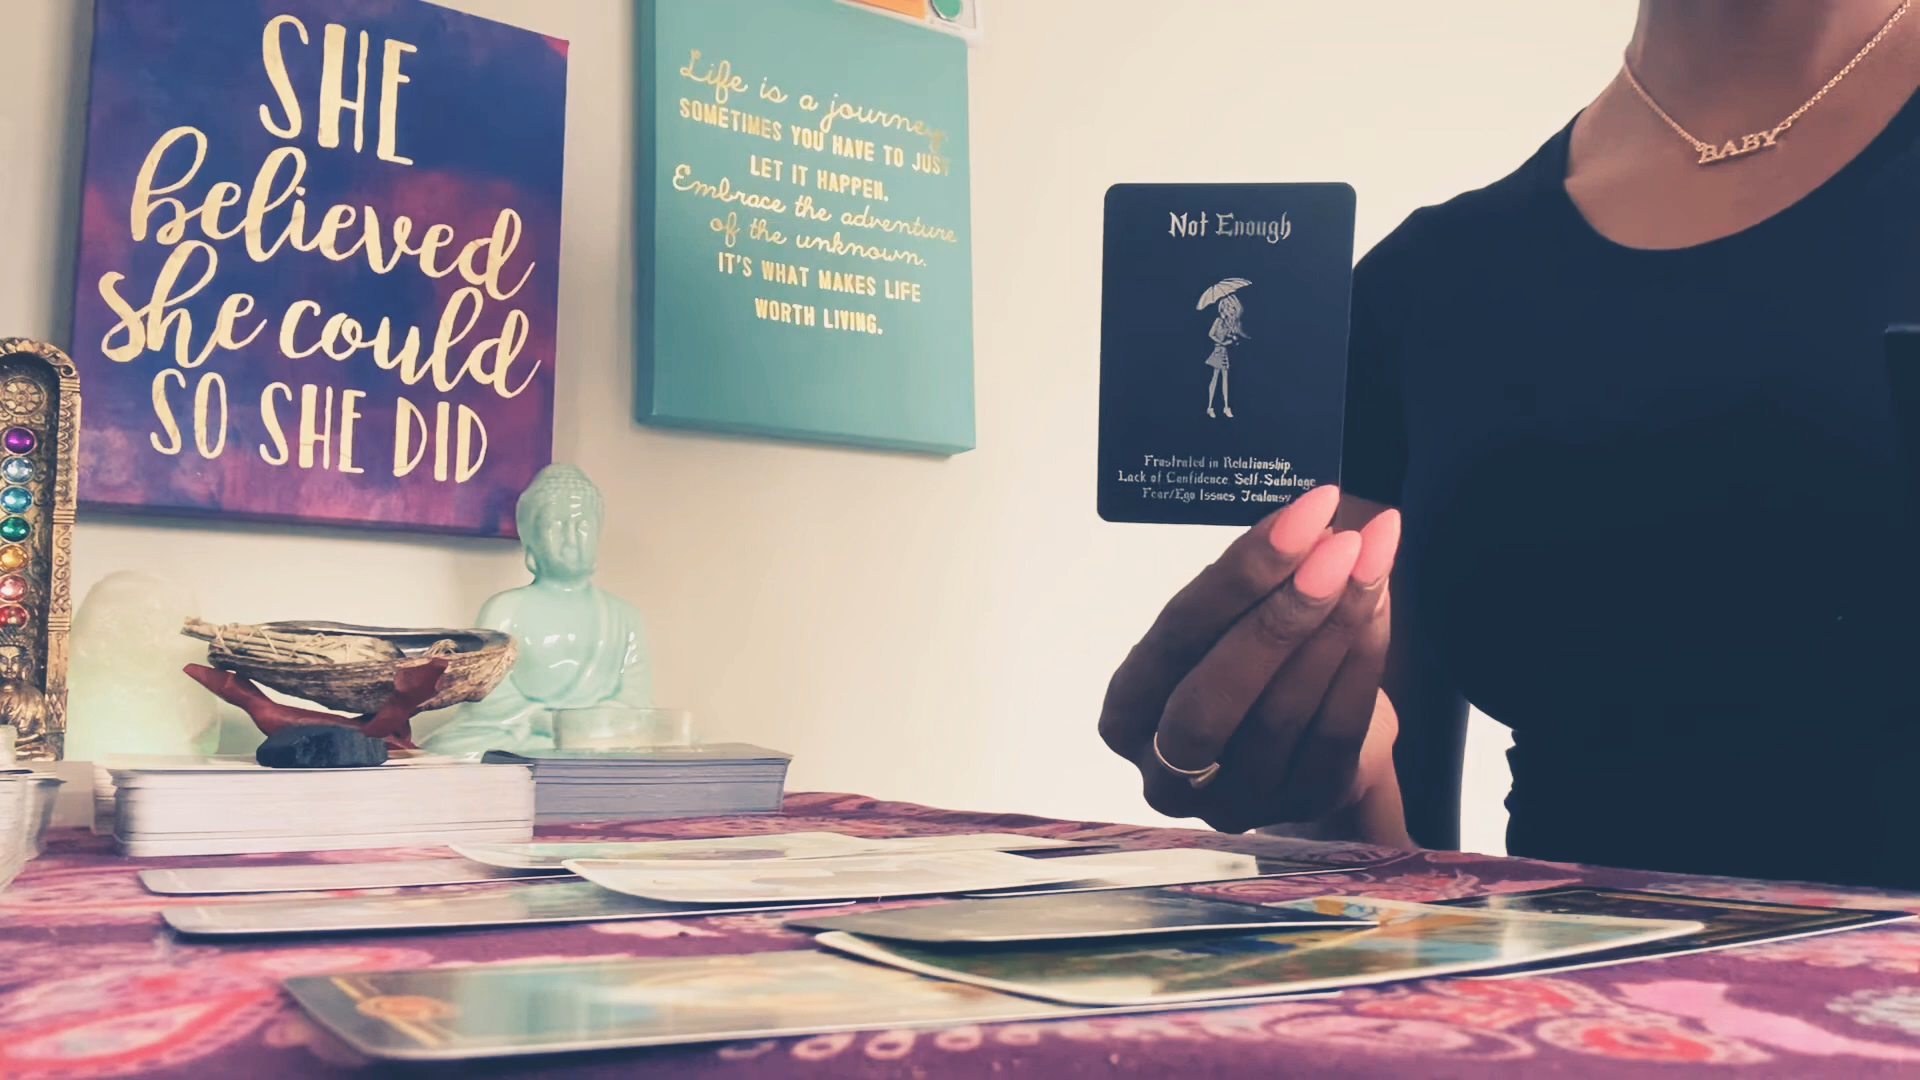 SHE
believed
she could
SO SHE DID
Life is a journey.
SOMETIMES YOU HAVE TO JUST
LET IT HAPPEN.
Embrace the adventure
of the unknown.
IT'S WHAT MAKES LIFE
WORTH LIVING.
Not Enough
Frustrated in Relationship,
Lack of Confidence, Self-Sabotage
Fear/Ego Issues Jealousy
BABY